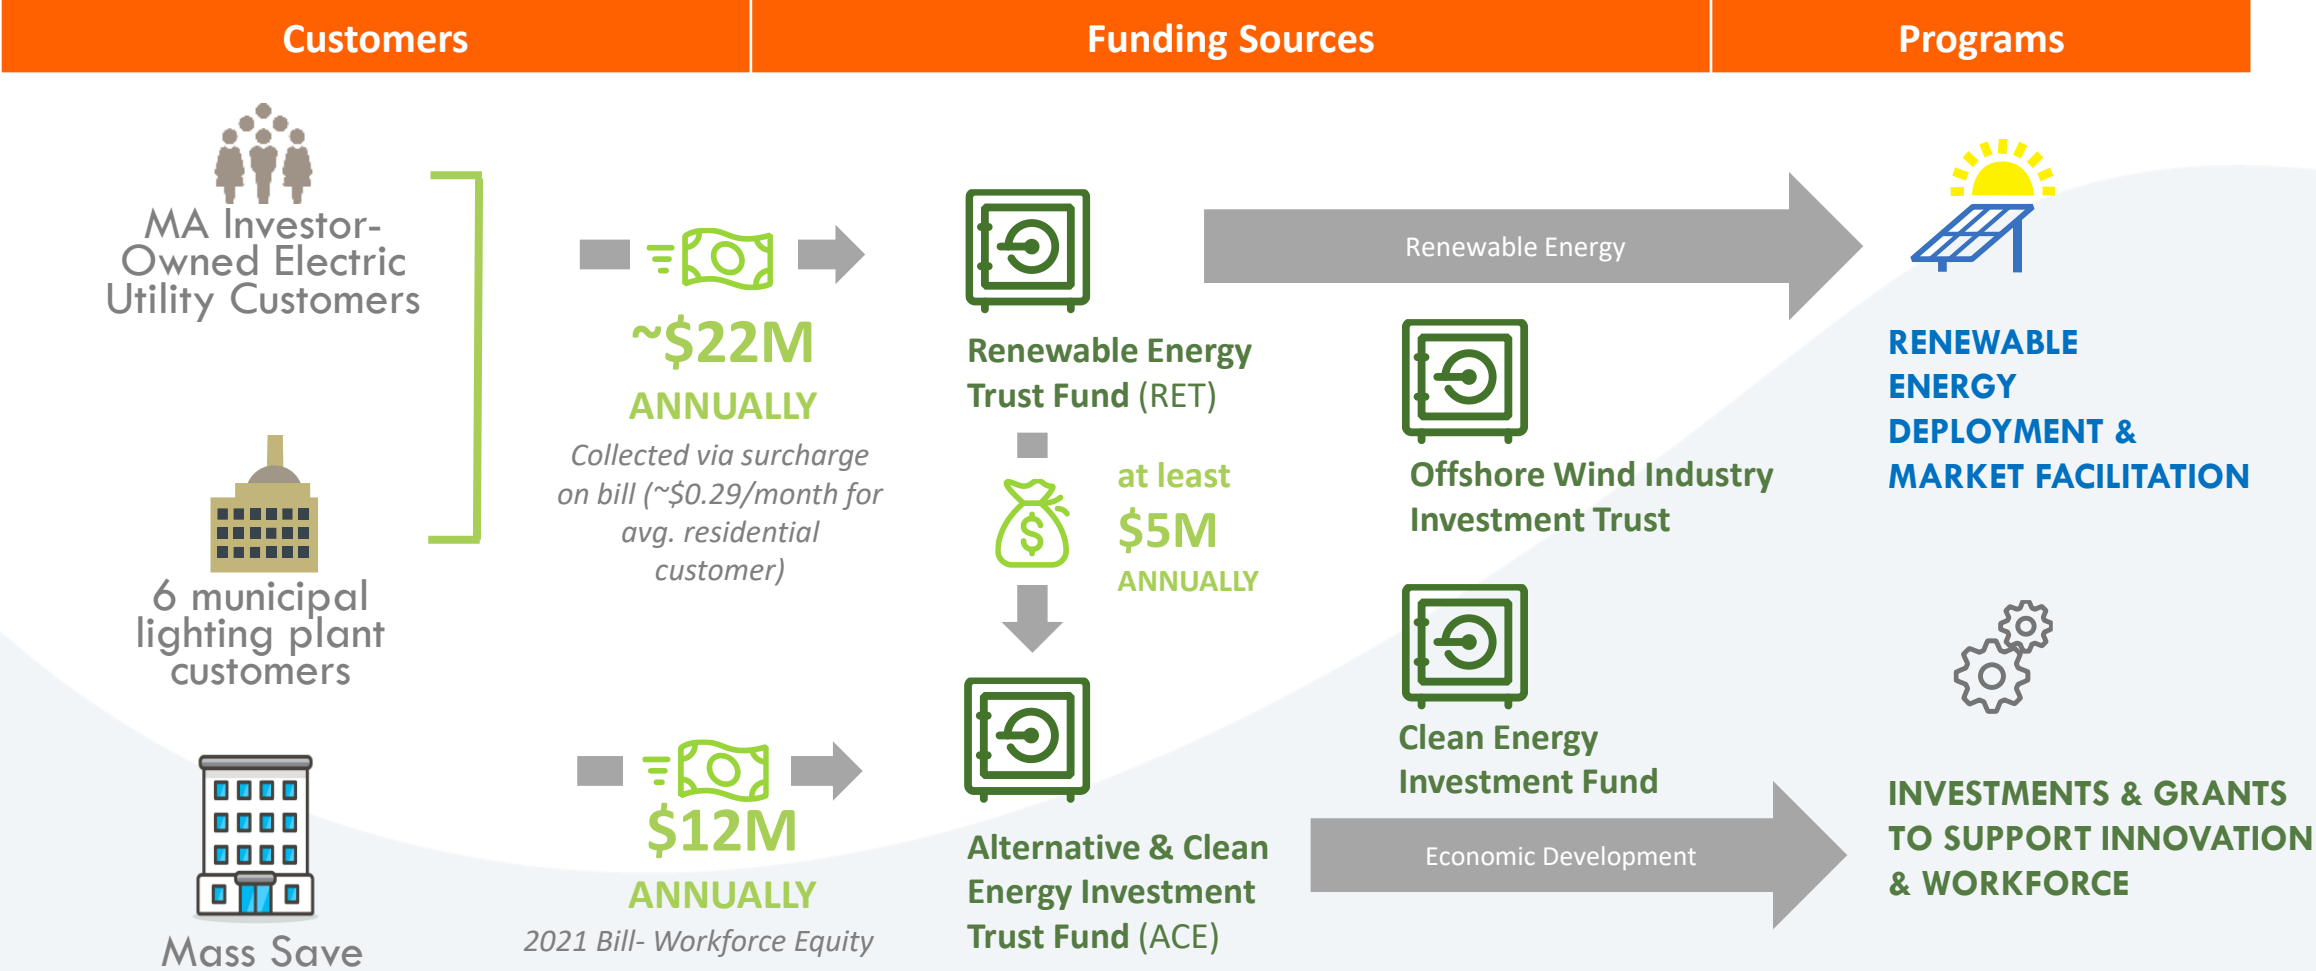 Customers
Funding Sources
Programs
MA Investor-
Owned Electric
Utility Customers
6 municipal
lighting plant
customers
Mass Save
~$22M
ANNUALLY
Collected via surcharge
on bill (~$0.29/month for
avg. residential
customer)
$12M
ANNUALLY
2021 Bill- Workforce Equity
Renewable Energy
Trust Fund (RET)
at least
$5M
ANNUALLY
$
Alternative & Clean
Energy Investment
Trust Fund (ACE)
Renewable Energy
Offshore Wind Industry
Investment Trust
Clean Energy
Investment Fund
Economic Development
RENEWABLE
ENERGY
DEPLOYMENT &
MARKET FACILITATION
INVESTMENTS & GRANTS
TO SUPPORT INNOVATION
& WORKFORCE